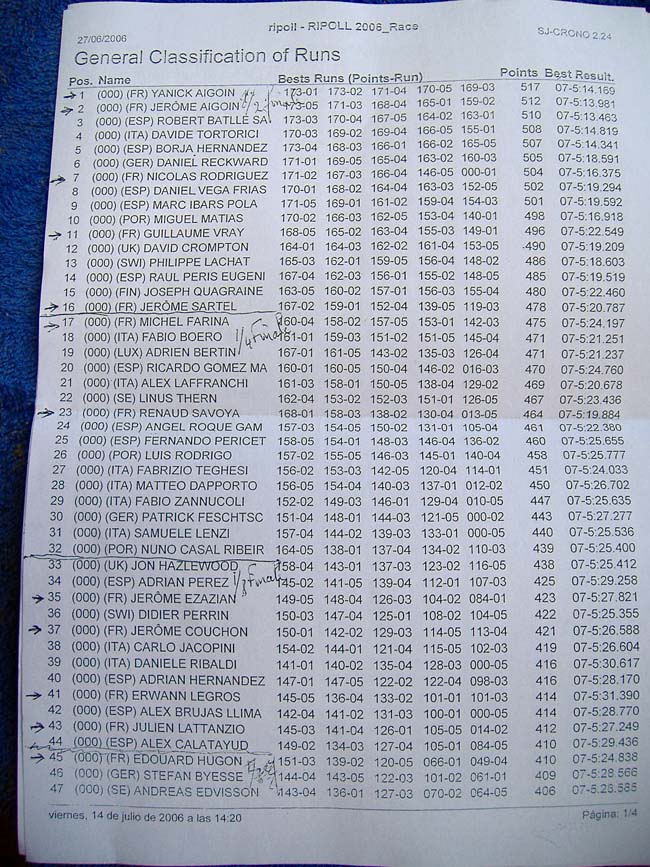 ripoll - RIPOLL 2006_Race
27/06/2006 SJ-CRONO 2.24
General Classification of Runs
Pos. Name Bests Runs (Points-Run) Points Best Result.
1 (000) (FR) YANICK AIGOIN 173-01 173-02 171-04 170-05 169-03 517 07-5:14.169
2 (000) (FR) JERÔME AIGOIN 173-05 171-03 168-04 165-01 159-02 512 07-5:13.981
3 (000) (ESP) ROBERT BATLLE SA 173-03 170-04 167-05 164-02 163-01 510 07-5:13.463
4 (000) (ITA) DAVIDE TORTORICI 170-03 169-02 169-04 166-05 155-01 508 07-5:14.819
5 (000) (ESP) BORJA HERNANDEZ 173-04 168-03 166-01 166-02 165-05 507 07-5:14.341
6 (000) (GER) DANIEL RECKWARD 171-01 169-05 165-04 163-02 160-03 505 07-5:18.591
7 (000) (FR) NICOLAS RODRIGUEZ 171-02 167-03 166-04 146-05 000-01 504 07-5:16.375
8 (000) (ESP) DANIEL VEGA FRIAS 170-01 168-02 164-04 163-03 152-05 502 07-5:19.294
9 (000) (ESP) MARC IBARS POLA 171-05 169-01 161-02 159-04 154-03 501 07-5:19.592
10 (000) (POR) MIGUEL MATIAS 170-02 166-03 162-05 153-04 140-01 498 07-5:16.918
11 (000) (FR) GUILLAUME VRAY 168-05 165-02 163-04 155-03 149-01 496 07-5:22.549
12 (000) (UK) DAVID CROMPTON 164-01 164-03 162-02 161-04 153-05 490 07-5:19.209
13 (000) (SWI) PHILIPPE LACHAT 165-03 162-01 159-05 156-04 148-02 486 07-5:18.603
14 (000) (ESP) RAUL PERIS EUGENI 167-04 162-03 156-01 155-02 148-05 485 07-5:19.519
15 (000) (FIN) JOSEPH QUAGRAINE 163-05 160-02 157-01 156-03 155-04 480 07-5:22.460
16 (000) (FR) JERÔME SARTEL 167-02 159-01 152-04 139-05 119-03 478 07-5:20.787
17 (000) (FR) MICHEL FARINA 160-04 158-02 157-05 153-01 142-03 475 07-5:24.197
18 (000) (ITA) FABIO BOERO 1/4 Final 161-01 159-03 151-02 151-05 145-04 471 07-5:21.251
19 (000) (LUX) ADRIEN BERTIN 167-01 161-05 143-02 135-03 126-04 471 07-5:21.237
20 (000) (ESP) RICARDO GOMEZ MA 160-01 160-05 150-04 146-02 016-03 470 07-5:24.760
21 (000) (ITA) ALEX LAFFRANCHI 161-03 158-01 150-05 138-04 129-02 469 07-5:20.678
22 (000) (SE) LINUS THERN 162-04 153-02 152-03 151-01 126-05 467 07-5:23.436
23 (000) (FR) RENAUD SAVOYA 168-01 158-03 138-02 130-04 013-05 464 07-5:19.884
24 (000) (ESP) ANGEL ROQUE GAM 157-03 154-05 150-02 131-01 105-04 461 07-5:22.380
25 (000) (ESP) FERNANDO PERICET 158-05 154-01 148-03 146-04 136-02 460 07-5:25.655
26 (000) (POR) LUIS RODRIGO 157-02 155-05 146-03 145-01 140-04 458 07-5:25.777
27 (000) (ITA) FABRIZIO TEGHESI 156-02 153-03 142-05 120-04 114-01 451 07-5:24.033
28 (000) (ITA) MATTEO DAPPORTO 156-05 154-04 140-03 137-01 012-02 450 07-5:26.702
29 (000) (ITA) FABIO ZANNUCOLI 152-02 149-03 146-01 129-04 010-05 447 07-5:25.635
30 (000) (GER) PATRICK FESCHTSC 151-04 148-01 144-03 121-05 000-02 443 07-5:27.277
31 (000) (ITA) SAMUELE LENZI 157-04 144-02 139-03 133-01 000-05 440 07-5:25.536
32 (000) (POR) NUNO CASAL RIBEIR 164-05 138-01 137-04 134-02 110-03 439 07-5:25.400
33 (000) (UK) JON HAZLEWOOD 158-04 143-01 137-03 123-02 116-05 438 07-5:25.412
34 (000) (ESP) ADRIAN PEREZ 1/8 Final 145-02 141-05 139-04 112-01 107-03 425 07-5:29.258
35 (000) (FR) JERÔME EZAZIAN 149-05 148-04 126-03 104-02 084-01 423 07-5:27.821
36 (000) (SWI) DIDIER PERRIN 150-03 147-04 125-01 108-02 104-05 422 07-5:25.355
37 (000) (FR) JERÔME COUCHON 150-01 142-02 129-03 114-05 113-04 421 07-5:26.588
38 (000) (ITA) CARLO JACOPINI 154-02 144-01 121-04 115-05 102-03 419 07-5:26.604
39 (000) (ITA) DANIELE RIBALDI 141-01 140-02 135-04 128-03 000-05 416 07-5:30.617
40 (000) (ESP) ADRIAN HERNANDEZ 147-01 147-05 122-02 122-04 098-03 416 07-5:28.170
41 (000) (FR) ERWANN LEGROS 145-05 136-04 133-02 101-01 101-03 414 07-5:31.390
42 (000) (ESP) ALEX BRUJAS LLIMA 142-04 141-02 131-03 100-01 000-05 414 07-5:28.770
43 (000) (FR) JULIEN LATTANZIO 145-03 141-04 126-01 105-05 014-02 412 07-5:27.249
44 (000) (ESP) ALEX CALATAYUD 149-02 134-03 127-04 105-01 084-05 410 07-5:29.436
45 (000) (FR) EDOUARD HUGON 151-03 139-02 120-05 066-01 049-04 410 07-5:24.838
46 (000) (GER) STEFAN BYESSE 144-04 143-05 122-03 101-02 061-01 409 07-5:28.566
47 (000) (SE) ANDREAS EDVISSON 143-04 136-01 127-03 070-02 064-05 406 07-5:28.585
viernes, 14 de julio de 2006 a las 14:20 Página: 1/4